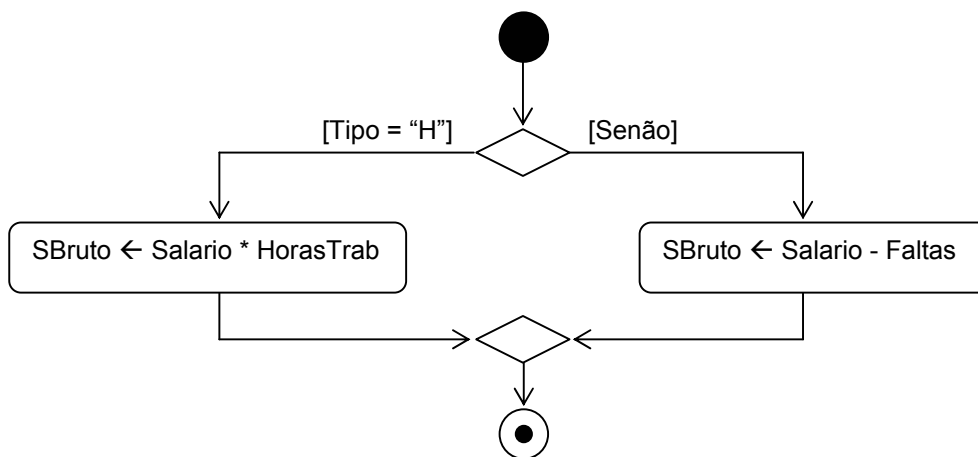 [Tipo = “H”]
[Senão]
SBruto ← Salario * HorasTrab
SBruto ← Salario - Faltas